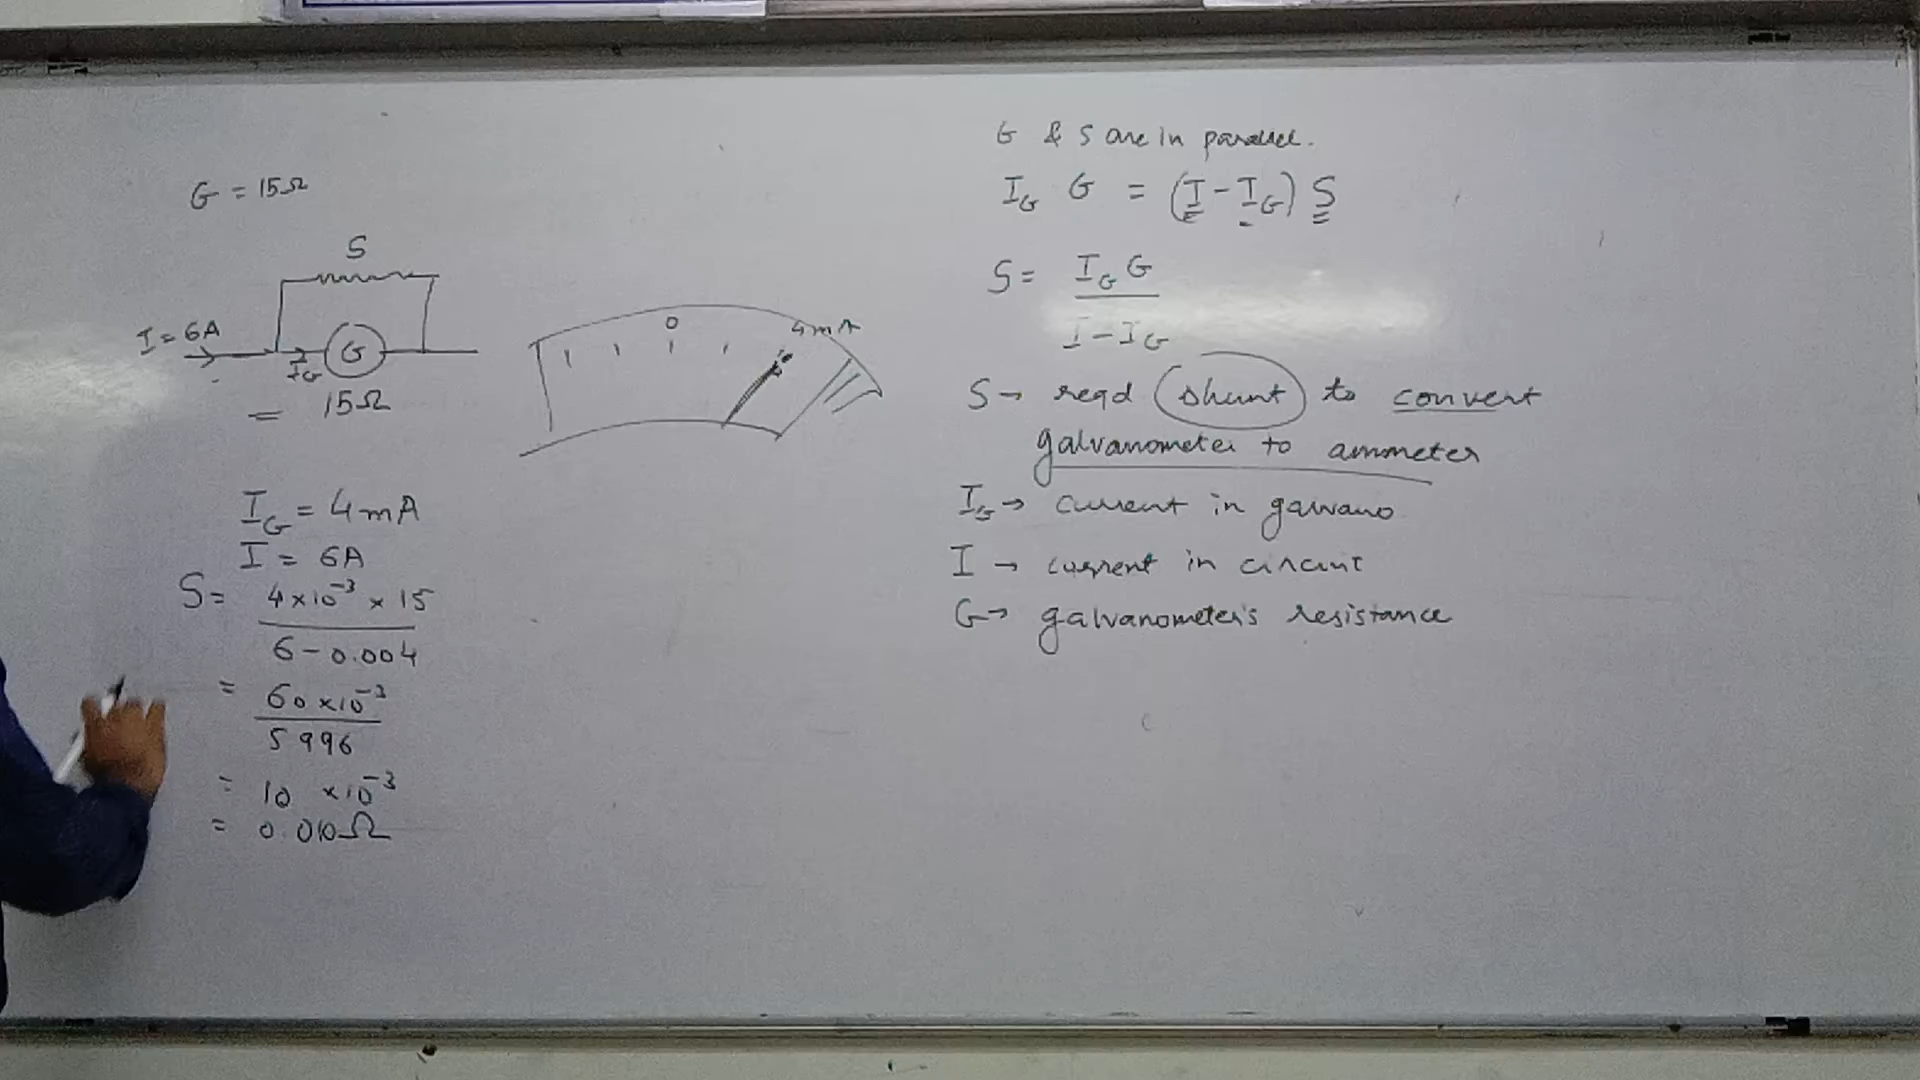 G = 15Ω
S
I = 6A
G
IG
15Ω
0
4mA
IG = 4mA
I = 6A
S = 4×10⁻³ × 15
6 - 0.004
= 60 ×10⁻³
5 996
= 10 ×10⁻³
= 0.010Ω
G & S are in parallel.
IG G = (I - IG) S
S = IG G
I - IG
S → reqd shunt to convert
galvanometer to ammeter
IG → current in galvano
I → current in circuit
G → galvanometer's resistance